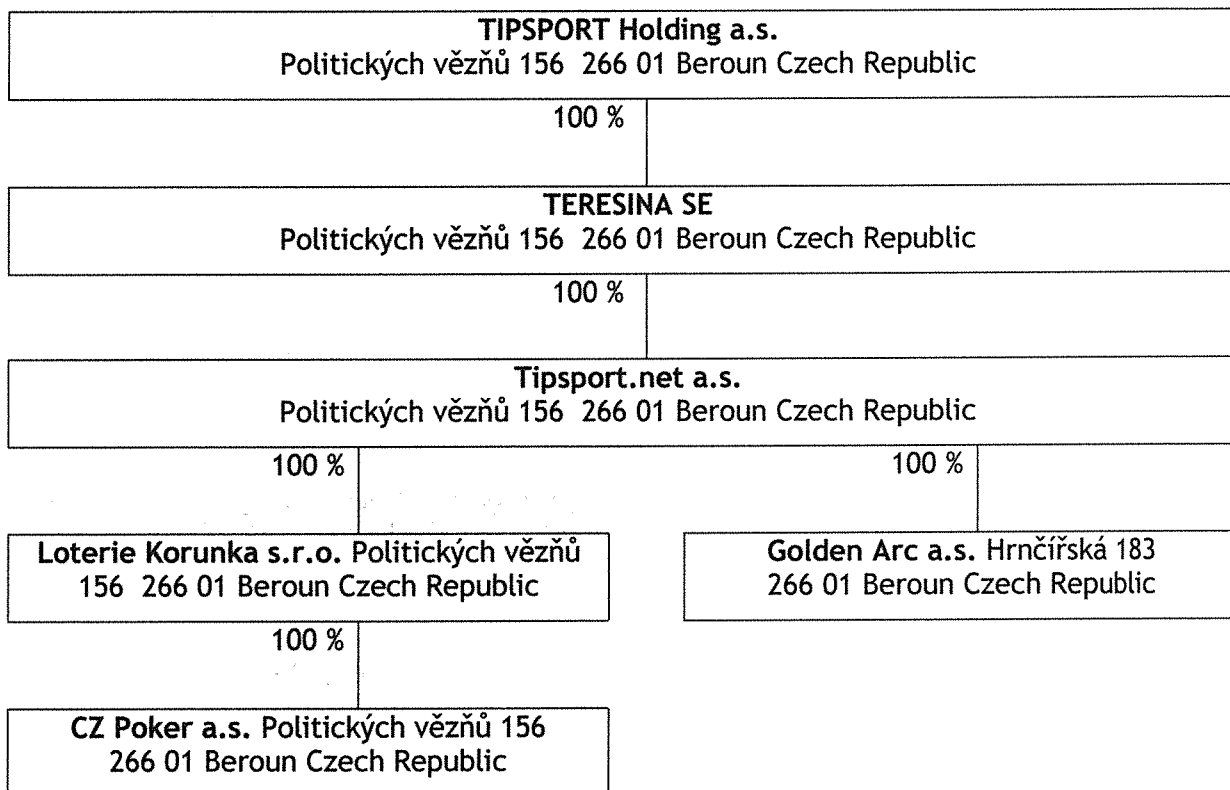 TIPSPORT Holding a.s.
Politických vězňů 156 266 01 Beroun Czech Republic
100 %
TERESINA SE
Politických vězňů 156 266 01 Beroun Czech Republic
100 %
Tipsport.net a.s.
Politických vězňů 156 266 01 Beroun Czech Republic
100 %
100 %
Loterie Korunka s.r.o. Politických vězňů
156 266 01 Beroun Czech Republic
Golden Arc a.s. Hrnčířská 183
266 01 Beroun Czech Republic
100 %
CZ Poker a.s. Politických vězňů 156
266 01 Beroun Czech Republic